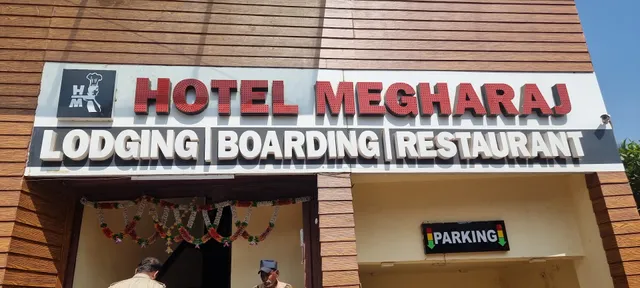 HM
HOTEL MEGHARAJ
LODGING | BOARDING | RESTAURANT
PARKING